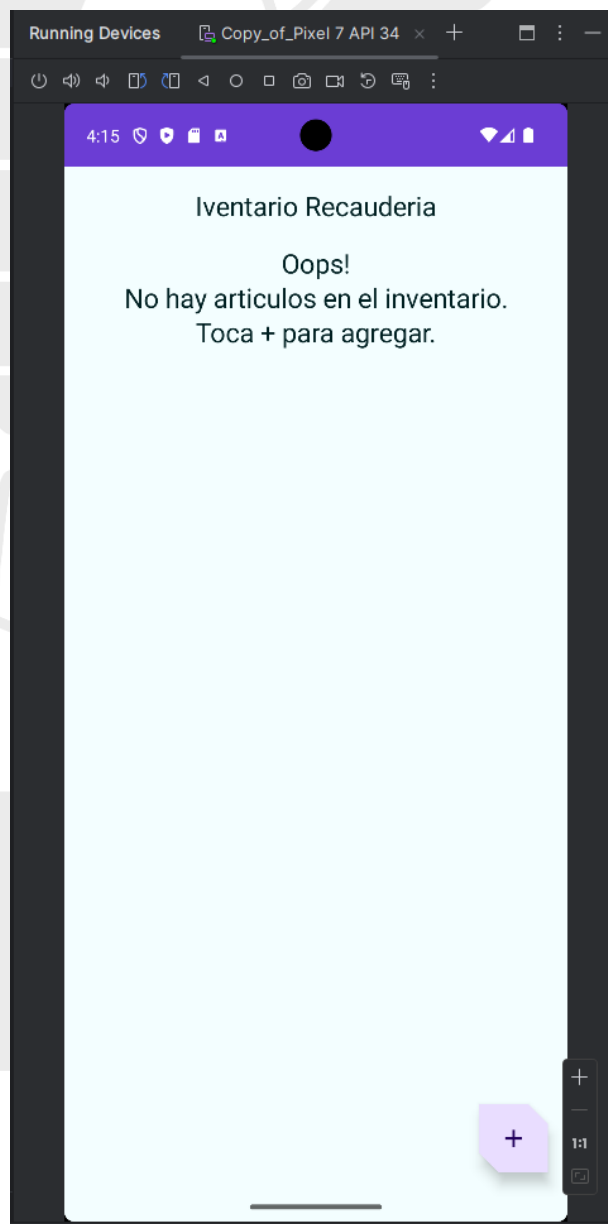 Running Devices
Copy_of_Pixel 7 API 34
4:15
A
Iventario Recauderia
Oops!
No hay articulos en el inventario.
Toca + para agregar.
+
1:1